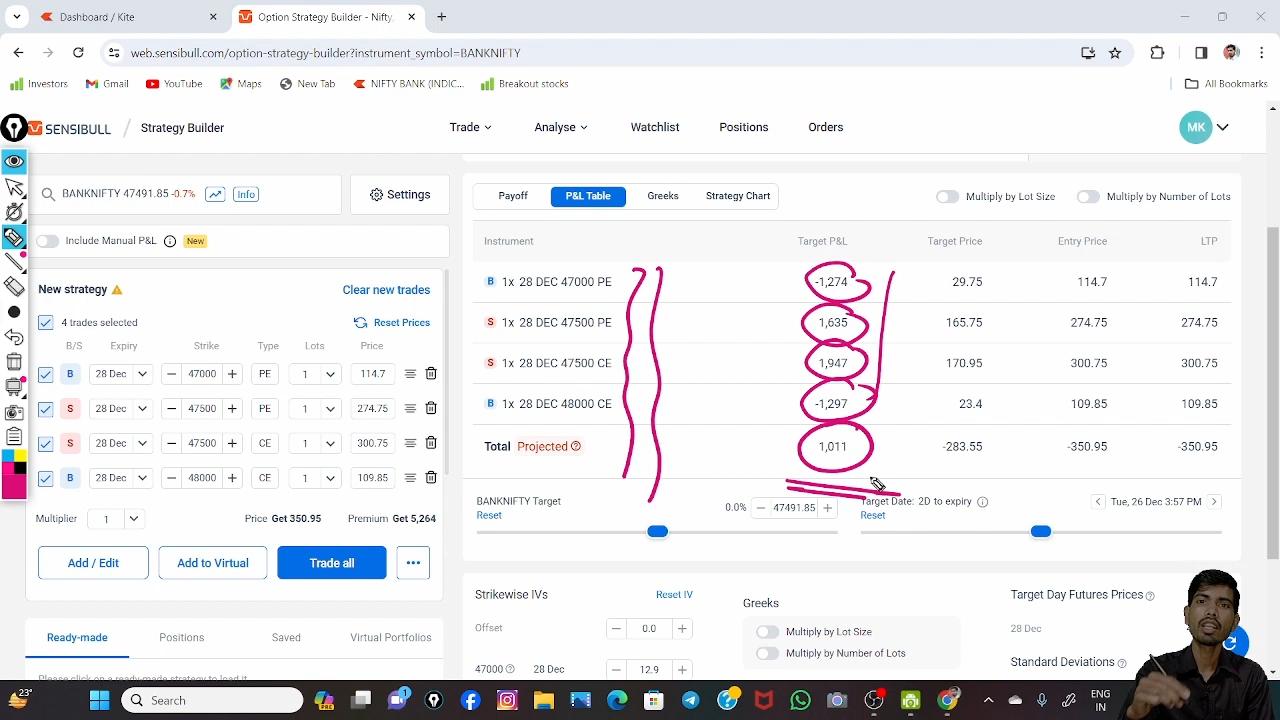 Dashboard / Kite
Option Strategy Builder - Nifty,
web.sensibull.com/option-strategy-builder?instrument_symbol=BANKNIFTY
Investors
Gmail
YouTube
Maps
New Tab
NIFTY BANK (INDIC...
Breakout stocks
All Bookmarks
SENSIBULL / Strategy Builder
Trade
Analyse
Watchlist
Positions
Orders
MK
BANKNIFTY 47491.85 -0.7%
Info
Settings
Include Manual P&L
New
New strategy
Clear new trades
4 trades selected
Reset Prices
B/S Expiry Strike Type Lots Price
B 28 Dec 47000 PE 1 114.7
S 28 Dec 47500 PE 1 274.75
S 28 Dec 47500 CE 1 300.75
B 28 Dec 48000 CE 1 109.85
Multiplier 1
Price Get 350.95
Premium Get 5,264
Add / Edit
Add to Virtual
Trade all
Ready-made
Positions
Saved
Virtual Portfolios
Please click on a ready-made strategy to load it
Payoff
P&L Table
Greeks
Strategy Chart
Multiply by Lot Size
Multiply by Number of Lots
Instrument Target P&L Target Price Entry Price LTP
B 1x 28 DEC 47000 PE -1,274 29.75 114.7 114.7
S 1x 28 DEC 47500 PE 1,635 165.75 274.75 274.75
S 1x 28 DEC 47500 CE 1,947 170.95 300.75 300.75
B 1x 28 DEC 48000 CE -1,297 23.4 109.85 109.85
Total Projected 1,011 -283.55 -350.95 -350.95
BANKNIFTY Target
Reset
0.0%
47491.85
Target Date: 2D to expiry
Reset
Tue, 26 Dec 3:57 PM
Strikewise IVs
Reset IV
Offset 0.0
47000 28 Dec 12.9
Greeks
Multiply by Lot Size
Multiply by Number of Lots
Target Day Futures Prices
28 Dec
Standard Deviations
23°
Search
1
ENG
IN